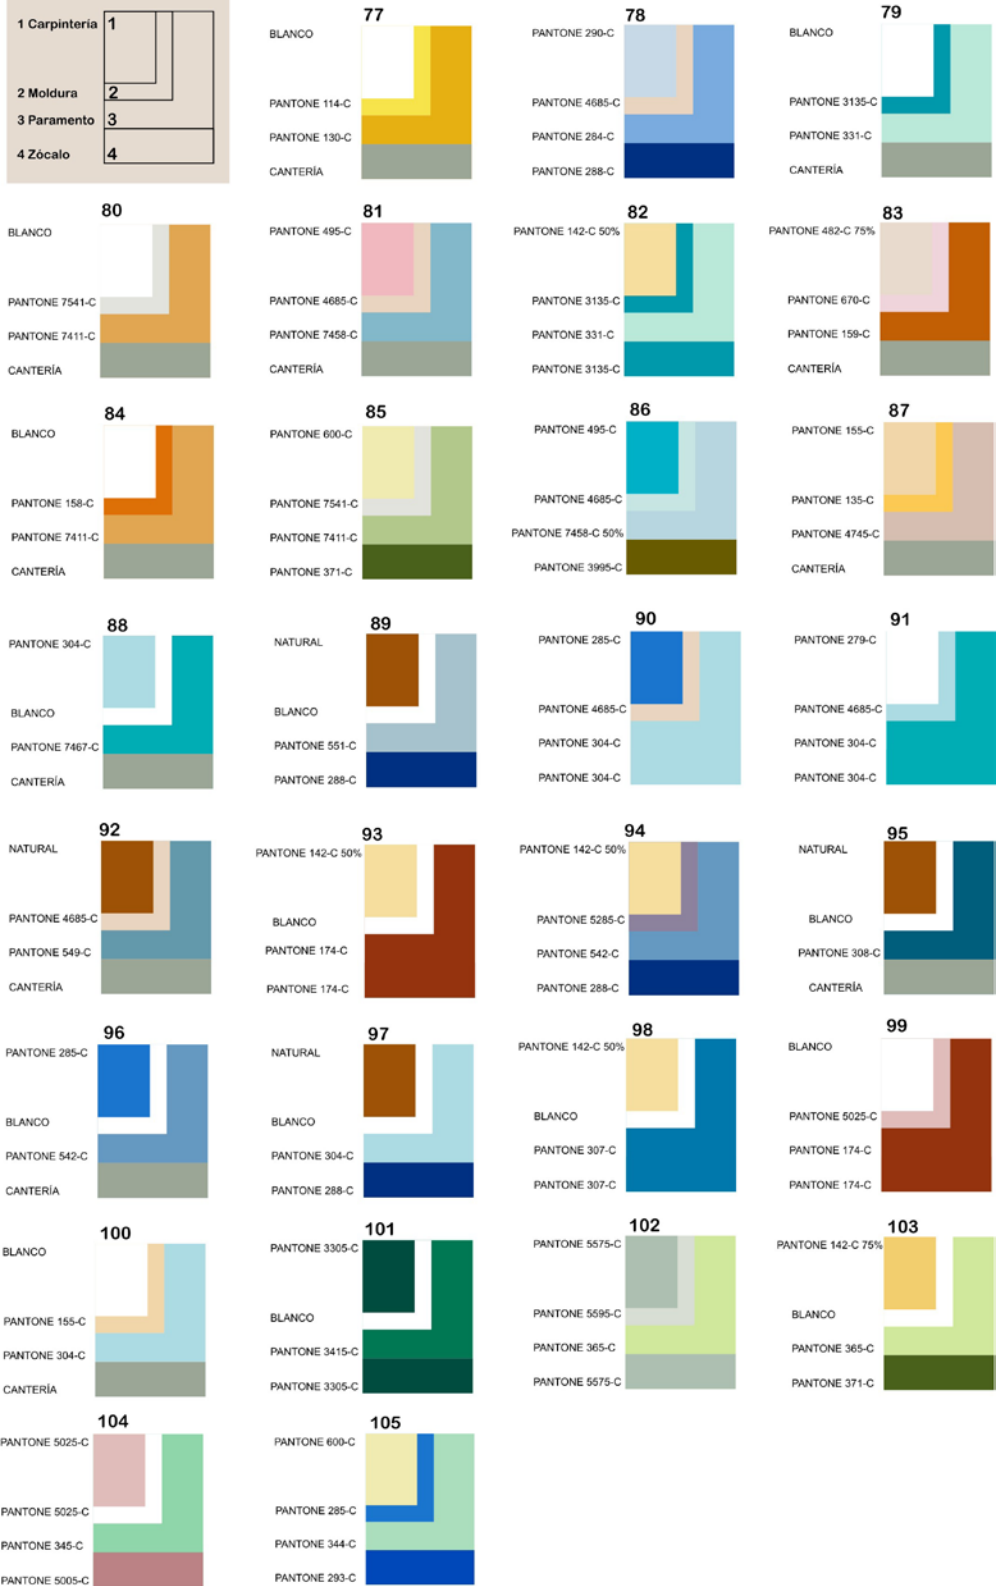 1 Carpintería
1
2 Moldura
2
3 Paramento
3
4 Zócalo
4
77
BLANCO
PANTONE 114-C
PANTONE 130-C
CANTERÍA
78
PANTONE 290-C
PANTONE 4685-C
PANTONE 284-C
PANTONE 288-C
79
BLANCO
PANTONE 3135-C
PANTONE 331-C
CANTERÍA
80
BLANCO
PANTONE 7541-C
PANTONE 7411-C
CANTERÍA
81
PANTONE 495-C
PANTONE 4685-C
PANTONE 7458-C
CANTERÍA
82
PANTONE 142-C 50%
PANTONE 3135-C
PANTONE 331-C
PANTONE 3135-C
83
PANTONE 482-C 75%
PANTONE 670-C
PANTONE 159-C
CANTERÍA
84
BLANCO
PANTONE 158-C
PANTONE 7411-C
CANTERÍA
85
PANTONE 600-C
PANTONE 7541-C
PANTONE 7411-C
PANTONE 371-C
86
PANTONE 495-C
PANTONE 4685-C
PANTONE 7458-C 50%
PANTONE 3995-C
87
PANTONE 155-C
PANTONE 135-C
PANTONE 4745-C
CANTERÍA
88
PANTONE 304-C
BLANCO
PANTONE 7467-C
CANTERÍA
89
NATURAL
BLANCO
PANTONE 551-C
PANTONE 288-C
90
PANTONE 285-C
PANTONE 4685-C
PANTONE 304-C
PANTONE 304-C
91
PANTONE 279-C
PANTONE 4685-C
PANTONE 304-C
PANTONE 304-C
92
NATURAL
PANTONE 4685-C
PANTONE 549-C
CANTERÍA
93
PANTONE 142-C 50%
BLANCO
PANTONE 174-C
PANTONE 174-C
94
PANTONE 142-C 50%
PANTONE 5285-C
PANTONE 542-C
PANTONE 288-C
95
NATURAL
BLANCO
PANTONE 308-C
CANTERÍA
96
PANTONE 285-C
BLANCO
PANTONE 542-C
CANTERÍA
97
NATURAL
BLANCO
PANTONE 304-C
PANTONE 288-C
98
PANTONE 142-C 50%
BLANCO
PANTONE 307-C
PANTONE 307-C
99
BLANCO
PANTONE 5025-C
PANTONE 174-C
PANTONE 174-C
100
BLANCO
PANTONE 155-C
PANTONE 304-C
CANTERÍA
101
PANTONE 3305-C
BLANCO
PANTONE 3415-C
PANTONE 3305-C
102
PANTONE 5575-C
PANTONE 5595-C
PANTONE 365-C
PANTONE 5575-C
103
PANTONE 142-C 75%
BLANCO
PANTONE 365-C
PANTONE 371-C
104
PANTONE 5025-C
PANTONE 5025-C
PANTONE 345-C
PANTONE 5005-C
105
PANTONE 600-C
PANTONE 285-C
PANTONE 344-C
PANTONE 293-C